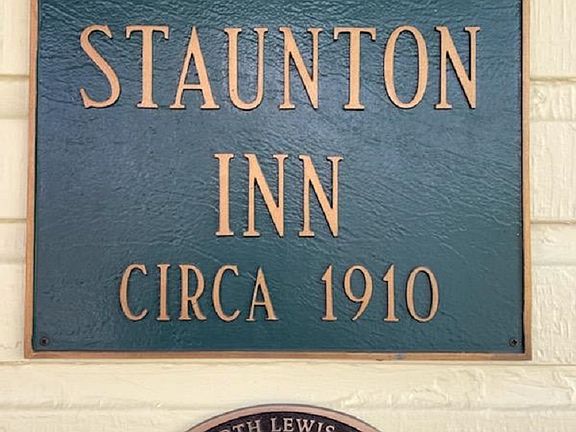 STAUNTON
INN
CIRCA 1910
LEWIS